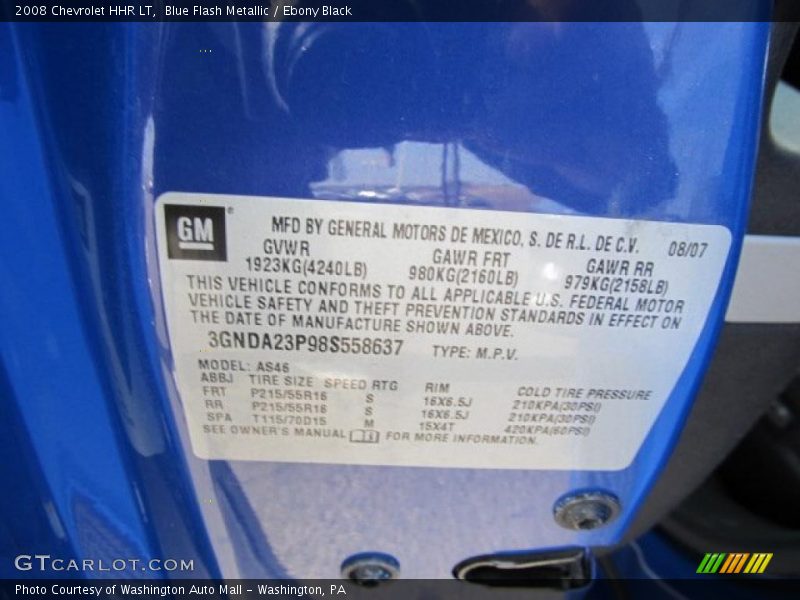 2008 Chevrolet HHR LT,  Blue Flash Metallic / Ebony Black
GM
MFD BY GENERAL MOTORS DE MEXICO, S. DE R.L. DE C.V. 08/07
GVWR GAWR FRT GAWR RR
1923KG(4240LB) 980KG(2160LB) 979KG(2158LB)
THIS VEHICLE CONFORMS TO ALL APPLICABLE U.S. FEDERAL MOTOR
VEHICLE SAFETY AND THEFT PREVENTION STANDARDS IN EFFECT ON
THE DATE OF MANUFACTURE SHOWN ABOVE.
3GNDA23P98S558637 TYPE: M.P.V.
MODEL: AS46
ABBJ TIRE SIZE SPEED RTG RIM COLD TIRE PRESSURE
FRT P215/55R16 S 16X6.5J 210KPA(30PSI)
RR P215/55R16 S 16X6.5J 210KPA(30PSI)
SPA T115/70D15 M 15X4T 420KPA(60PSI)
SEE OWNER'S MANUAL FOR MORE INFORMATION.
GTCARLOT.COM
Photo Courtesy of Washington Auto Mall - Washington, PA